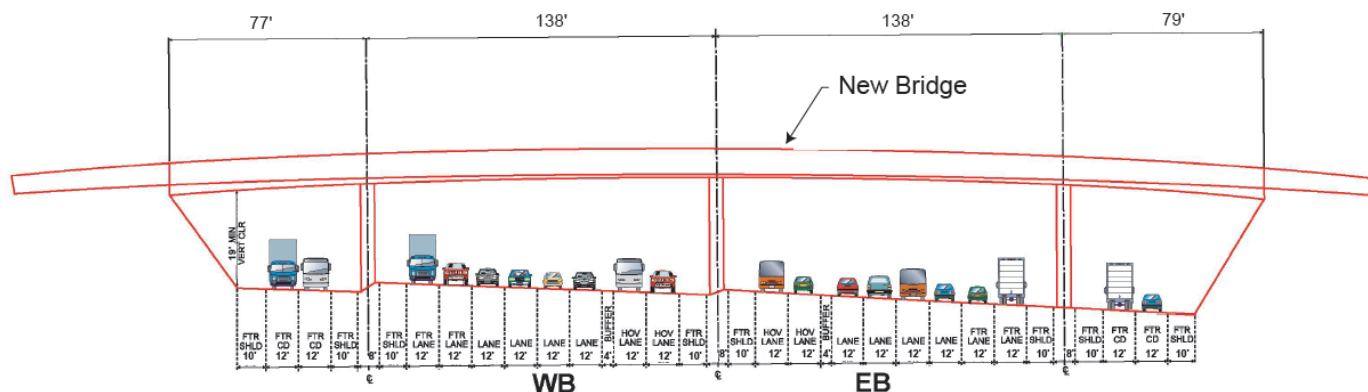 77'
138'
138'
79'
New Bridge
19' MIN
VERT CLR
FTR
SHLD
10'
FTR
CD
12'
FTR
CD
12'
FTR
SHLD
10'
8'
FTR
SHLD
10'
FTR
LANE
12'
FTR
LANE
12'
LANE
12'
LANE
12'
LANE
12'
LANE
12'
BUFFER
4'
HOV
LANE
12'
HOV
LANE
12'
FTR
SHLD
10'
8'
FTR
SHLD
10'
HOV
LANE
12'
HOV
LANE
12'
BUFFER
4'
LANE
12'
LANE
12'
LANE
12'
LANE
12'
FTR
LANE
12'
FTR
LANE
12'
FTR
SHLD
10'
8'
FTR
SHLD
10'
FTR
CD
12'
FTR
CD
12'
FTR
SHLD
10'
℄
WB
℄
EB
℄